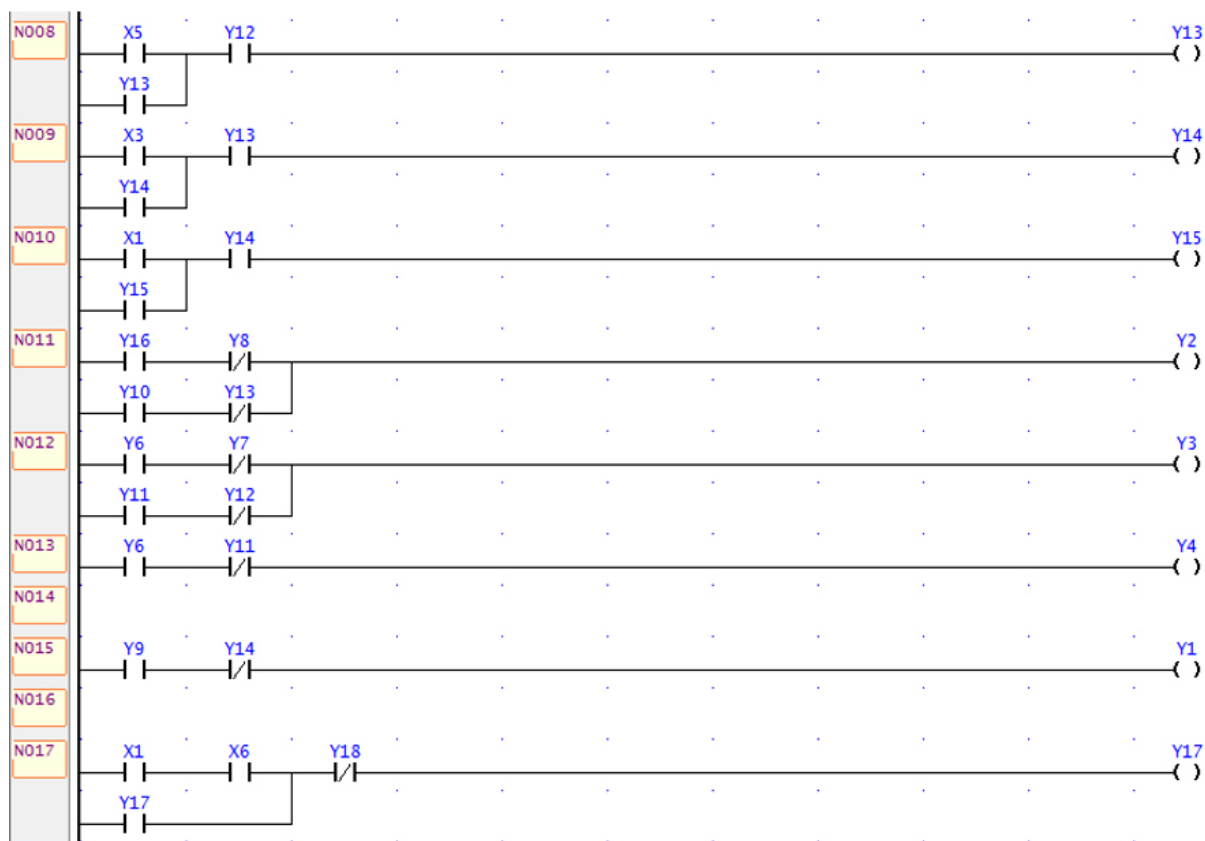 N008 X5 Y12 Y13
Y13
N009 X3 Y13 Y14
Y14
N010 X1 Y14 Y15
Y15
N011 Y16 Y8 Y2
Y10 Y13
N012 Y6 Y7 Y3
Y11 Y12
N013 Y6 Y11 Y4
N014
N015 Y9 Y14 Y1
N016
N017 X1 X6 Y18 Y17
Y17